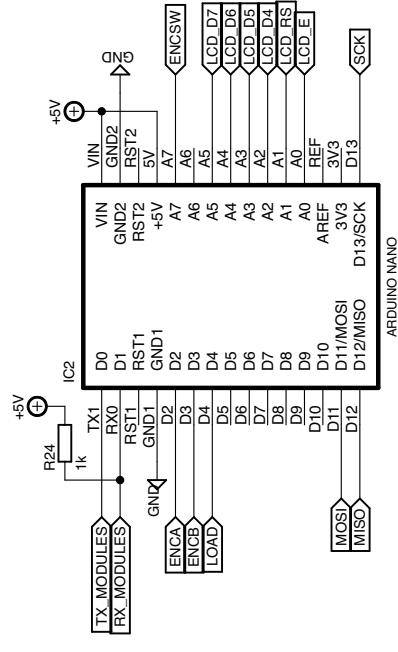 +5V
+5V
R24
1k
IC2
TX_MODULES TX1 D0 VIN VIN
RX_MODULES RX0 D1 GND2 GND2 GND
RST1 RST1 RST2 RST2
GND GND1 GND1 +5V 5V
ENCA D2 D2 A7 A7 ENCSW
ENCB D3 D3 A6 A6
LOAD D4 D4 A5 A5 LCD_D7
D5 D5 A4 A4 LCD_D6
D6 D6 A3 A3 LCD_D5
D7 D7 A2 A2 LCD_D4
D8 D8 A1 A1 LCD_RS
D9 D9 A0 A0 LCD_E
D10 D10 AREF REF
MOSI D11 D11/MOSI 3V3 3V3
MISO D12 D12/MISO D13/SCK D13 SCK
ARDUINO NANO